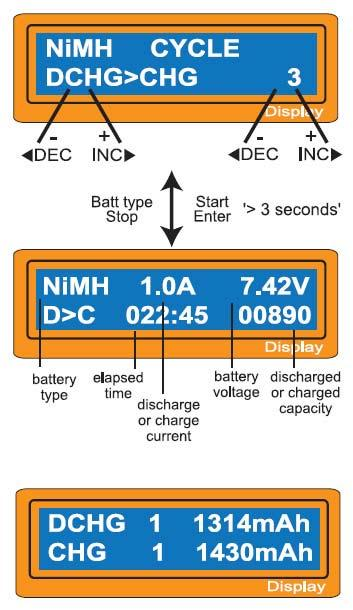 NiMH CYCLE
DCHG>CHG 3
Display
- + - +
◀DEC INC▶ ◀DEC INC▶
Batt type Start
Stop Enter '> 3 seconds'
NiMH 1.0A 7.42V
D>C 022:45 00890
Display
battery type
elapsed time
discharge or charge current
battery voltage
discharged or charged capacity
DCHG 1 1314mAh
CHG 1 1430mAh
Display